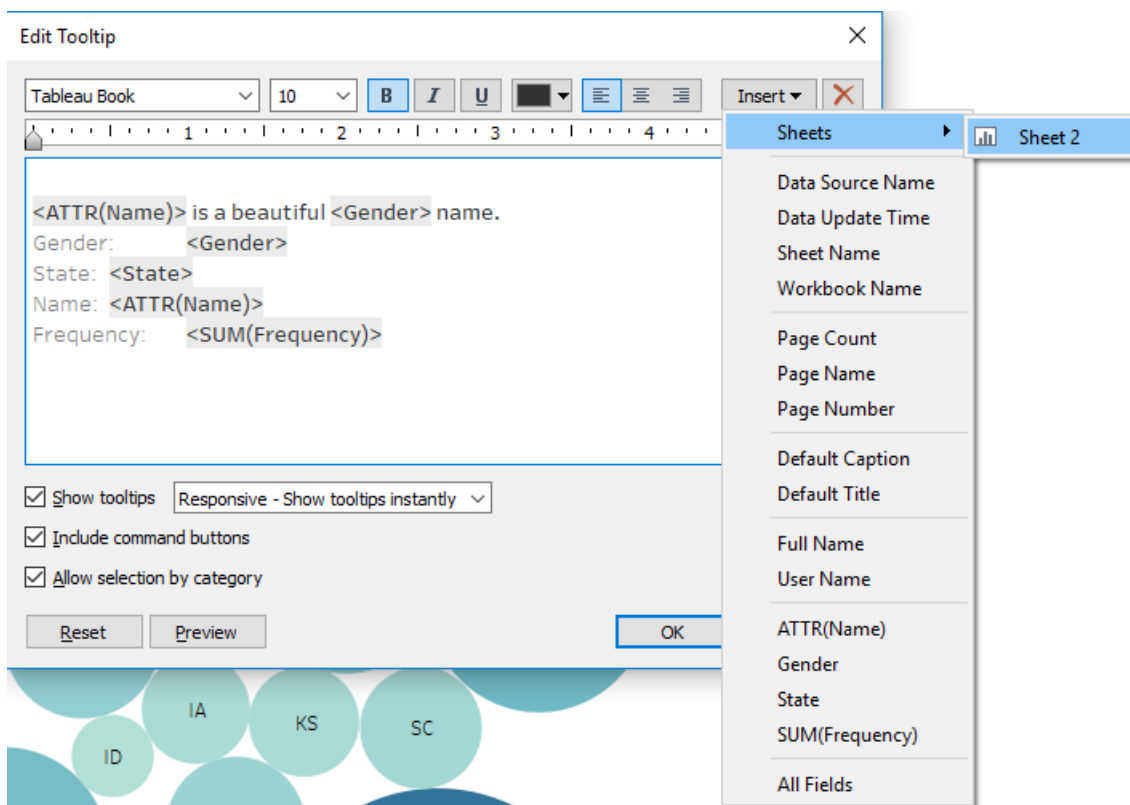 Edit Tooltip
Tableau Book 10 B I U Insert
1 2 3 4
<ATTR(Name)> is a beautiful <Gender> name.
Gender: <Gender>
State: <State>
Name: <ATTR(Name)>
Frequency: <SUM(Frequency)>
Show tooltips Responsive - Show tooltips instantly
Include command buttons
Allow selection by category
Reset Preview OK
Sheets
Sheet 2
Data Source Name
Data Update Time
Sheet Name
Workbook Name
Page Count
Page Name
Page Number
Default Caption
Default Title
Full Name
User Name
ATTR(Name)
Gender
State
SUM(Frequency)
All Fields
IA
KS
SC
ID